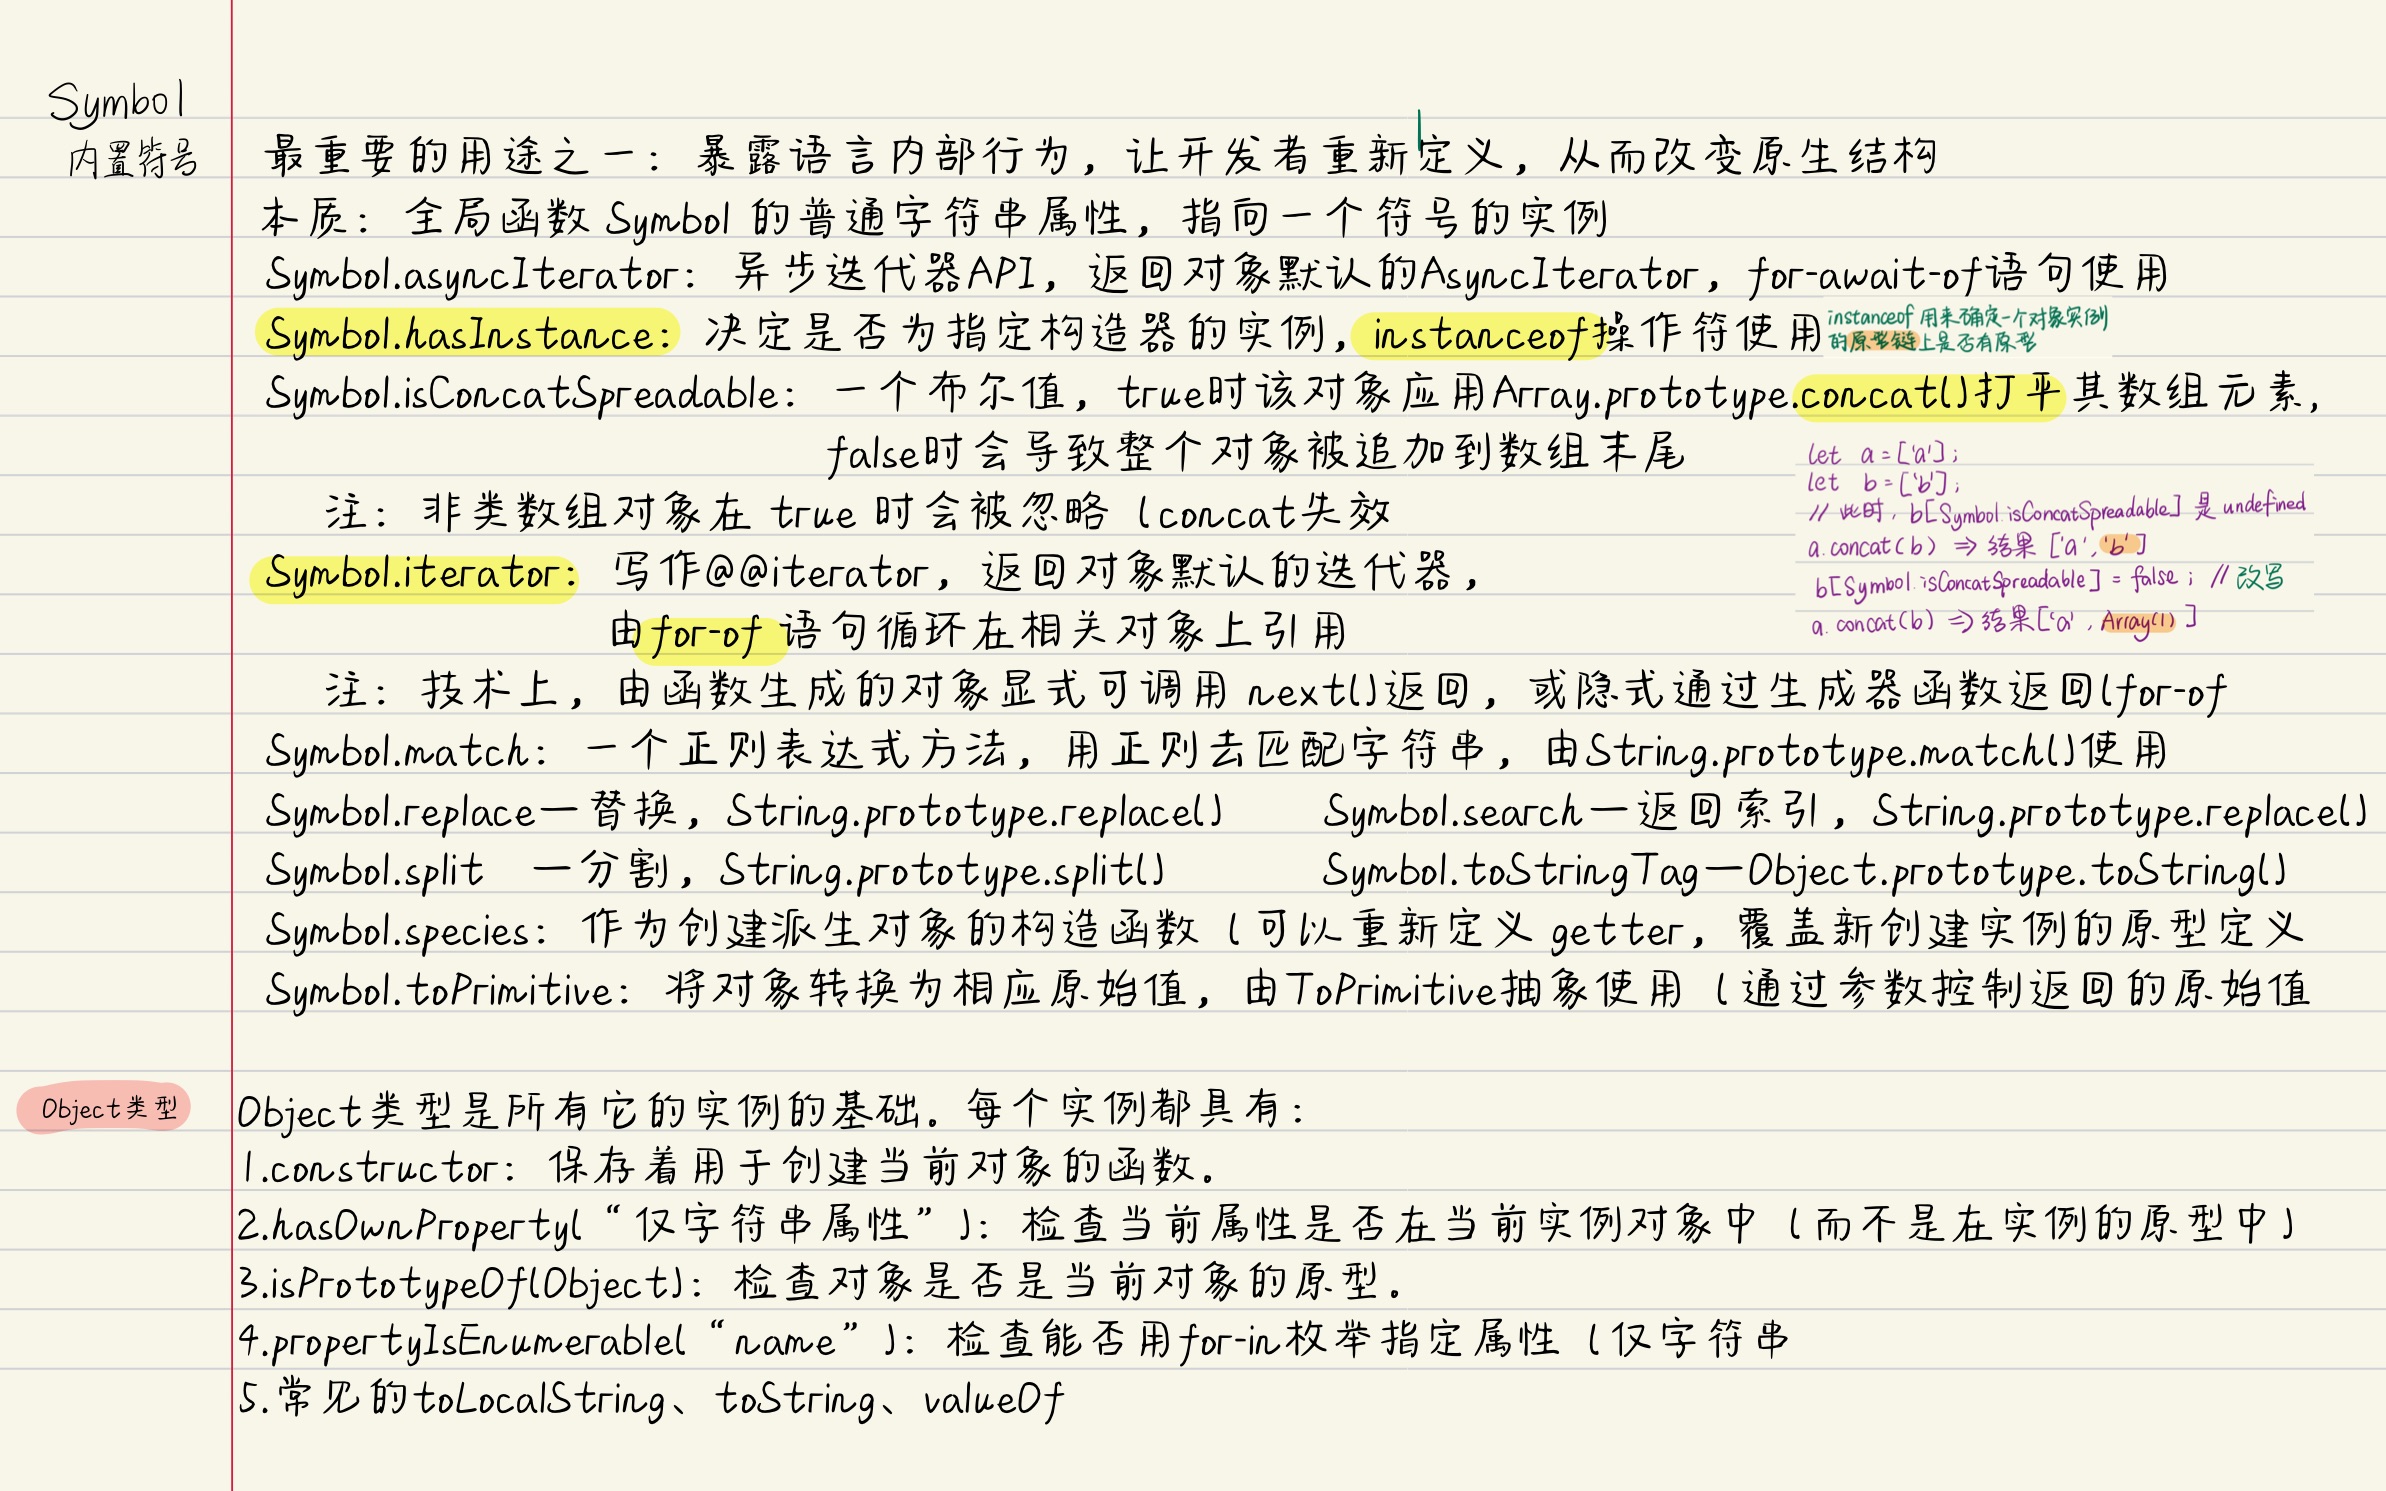 Symbol
内置符号
最重要的用途之一：暴露语言内部行为，让开发者重新定义，从而改变原生结构
本质：全局函数 Symbol 的普通字符串属性，指向一个符号的实例
Symbol.asyncIterator：异步迭代器API，返回对象默认的AsyncIterator，for-await-of语句使用
Symbol.hasInstance：决定是否为指定构造器的实例，instanceof操作符使用
instanceof 用来确定一个对象实例
的原型链上是否有原型
Symbol.isConcatSpreadable：一个布尔值，true时该对象应用Array.prototype.concat()打平其数组元素，
false时会导致整个对象被追加到数组末尾
let a = ['a'];
let b = ['b'];
// 此时，b[Symbol.isConcatSpreadable] 是 undefined
a.concat(b) => 结果 ['a', 'b']
b[Symbol.isConcatSpreadable] = false; // 改写
a.concat(b) => 结果['a', Array(1) ]
注：非类数组对象在 true 时会被忽略（concat失效
Symbol.iterator：写作@@iterator，返回对象默认的迭代器，
由for-of 语句循环在相关对象上引用
注：技术上，由函数生成的对象显式可调用 next()返回，或隐式通过生成器函数返回(for-of
Symbol.match：一个正则表达式方法，用正则去匹配字符串，由String.prototype.match()使用
Symbol.replace—替换，String.prototype.replace() Symbol.search—返回索引，String.prototype.replace()
Symbol.split —分割，String.prototype.split() Symbol.toStringTag—Object.prototype.toString()
Symbol.species：作为创建派生对象的构造函数（可以重新定义 getter，覆盖新创建实例的原型定义
Symbol.toPrimitive：将对象转换为相应原始值，由ToPrimitive抽象使用（通过参数控制返回的原始值
Object类型
Object类型是所有它的实例的基础。每个实例都具有：
1.constructor：保存着用于创建当前对象的函数。
2.hasOwnProperty(“仅字符串属性”)：检查当前属性是否在当前实例对象中（而不是在实例的原型中）
3.isPrototypeOf(Object)：检查对象是否是当前对象的原型。
4.propertyIsEnumerable(“name”)：检查能否用for-in枚举指定属性（仅字符串
5.常见的toLocalString、toString、valueOf